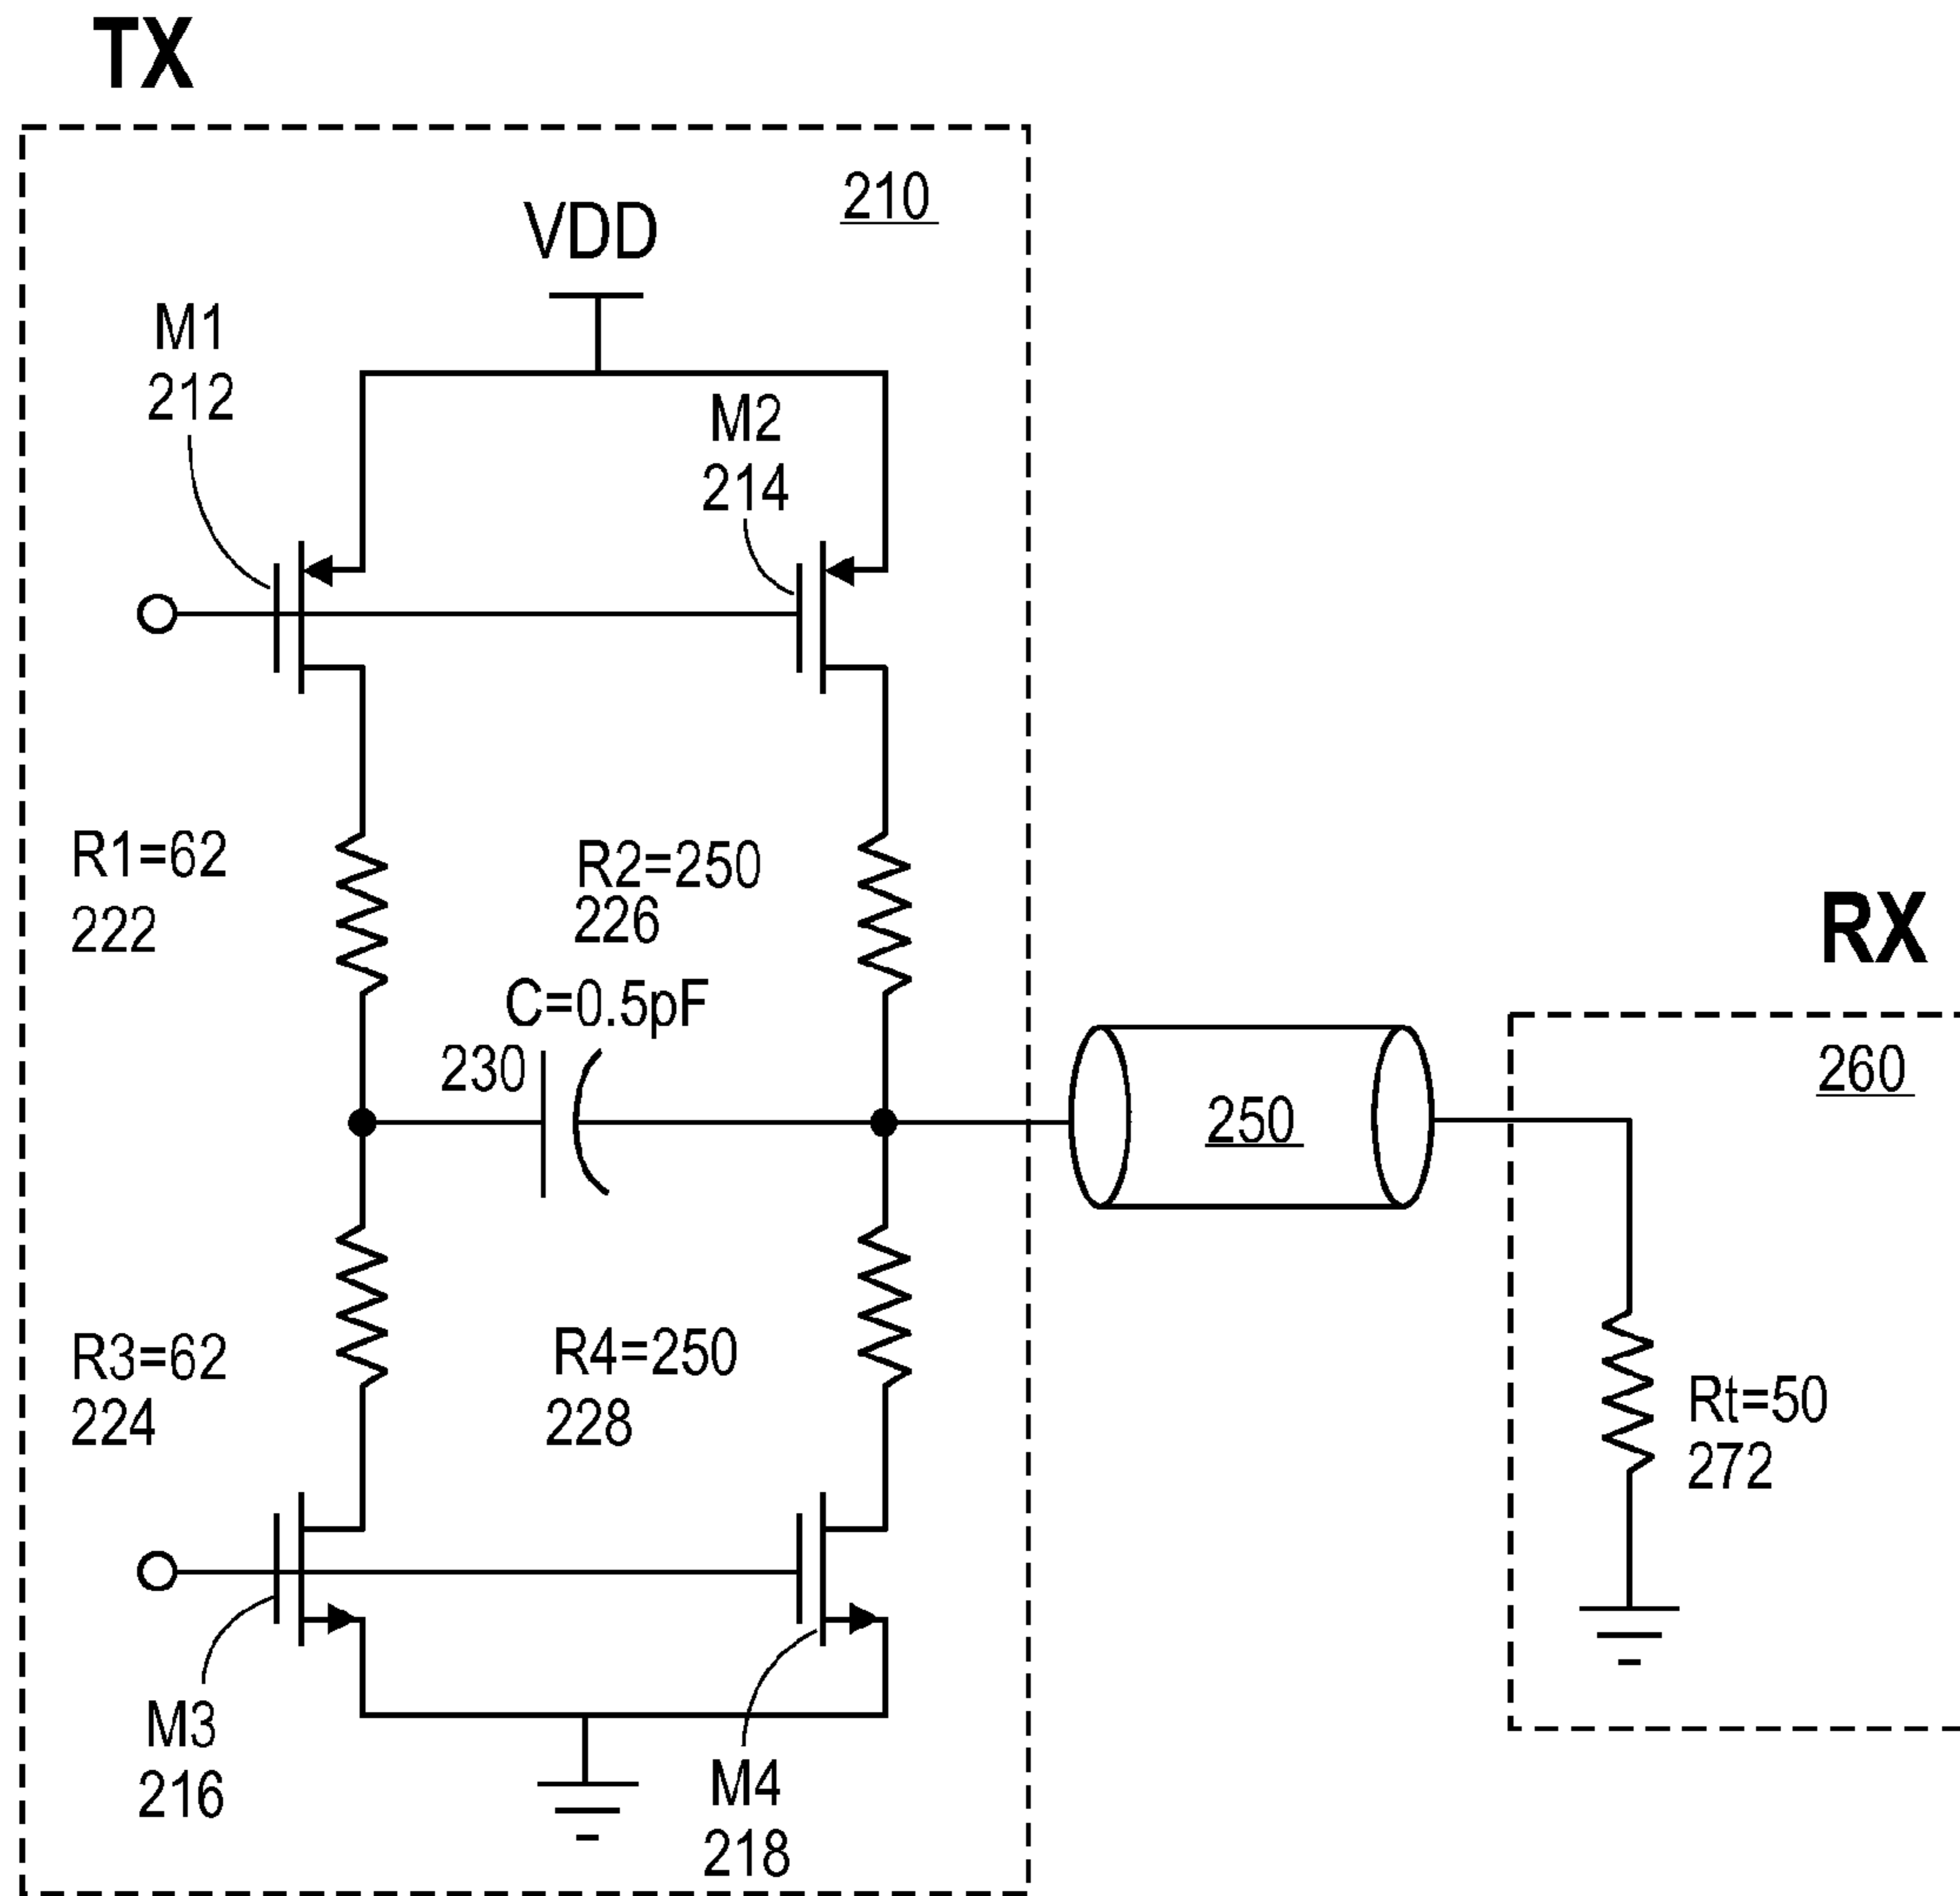 TX
210
VDD
M1
212
M2
214
R1=62
222
R2=250
226
C=0.5pF
230
250
RX
260
R3=62
224
R4=250
228
Rt=50
272
M3
216
M4
218